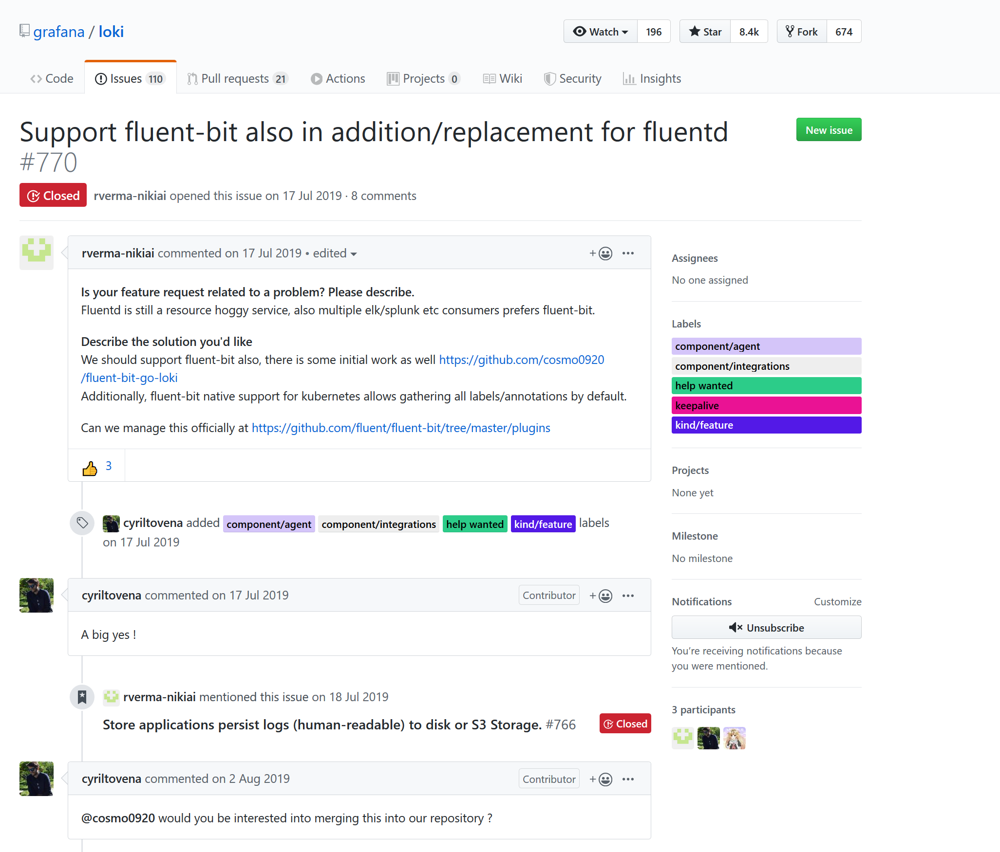 grafana / loki
Watch 196
Star 8.4k
Fork 674
Code
Issues 110
Pull requests 21
Actions
Projects 0
Wiki
Security
Insights
Support fluent-bit also in addition/replacement for fluentd
#770
New issue
Closed rverma-nikiai opened this issue on 17 Jul 2019 · 8 comments
rverma-nikiai commented on 17 Jul 2019 • edited
Is your feature request related to a problem? Please describe.
Fluentd is still a resource hoggy service, also multiple elk/splunk etc consumers prefers fluent-bit.
Describe the solution you'd like
We should support fluent-bit also, there is some initial work as well https://github.com/cosmo0920
/fluent-bit-go-loki
Additionally, fluent-bit native support for kubernetes allows gathering all labels/annotations by default.
Can we manage this officially at https://github.com/fluent/fluent-bit/tree/master/plugins
3
cyriltovena added component/agent component/integrations help wanted kind/feature labels
on 17 Jul 2019
cyriltovena commented on 17 Jul 2019 Contributor
A big yes !
rverma-nikiai mentioned this issue on 18 Jul 2019
Store applications persist logs (human-readable) to disk or S3 Storage. #766 Closed
cyriltovena commented on 2 Aug 2019 Contributor
@cosmo0920 would you be interested into merging this into our repository ?
Assignees
No one assigned
Labels
component/agent
component/integrations
help wanted
keepalive
kind/feature
Projects
None yet
Milestone
No milestone
Notifications Customize
Unsubscribe
You’re receiving notifications because
you were mentioned.
3 participants